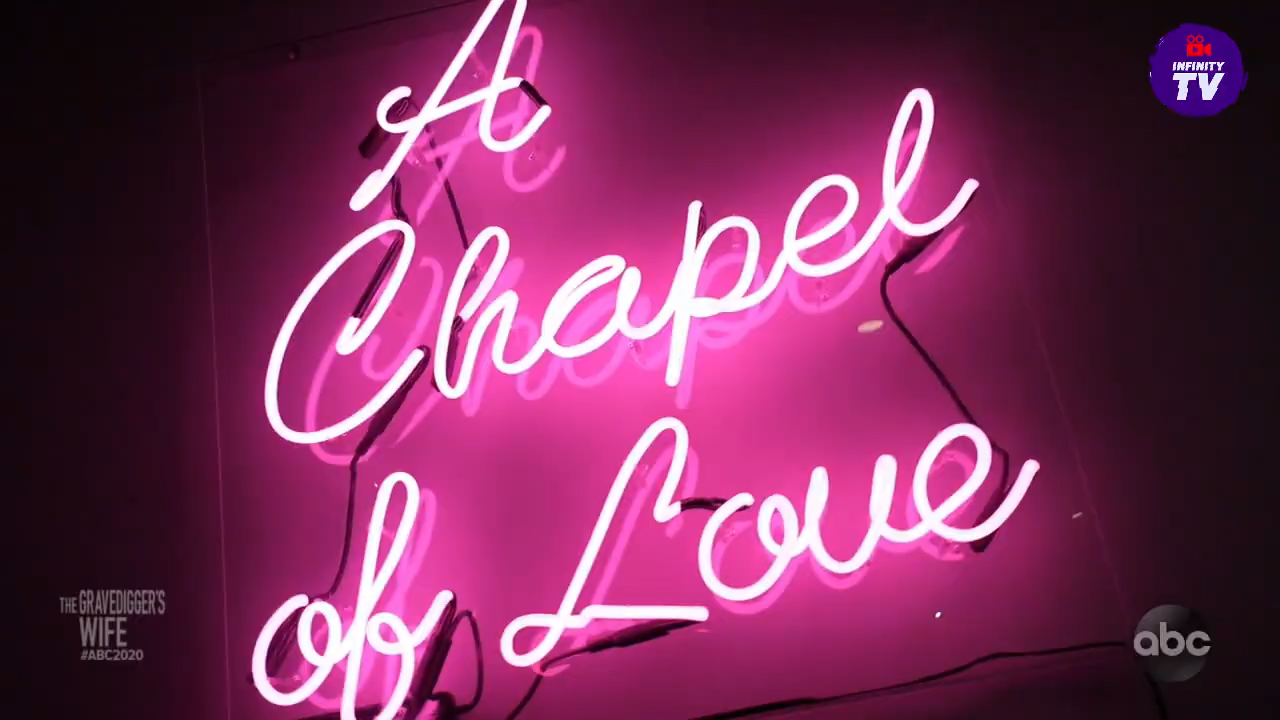 A
Chapel
of Love
INFINITY
TV
THE GRAVEDIGGER'S
WIFE
#ABC2020
abc